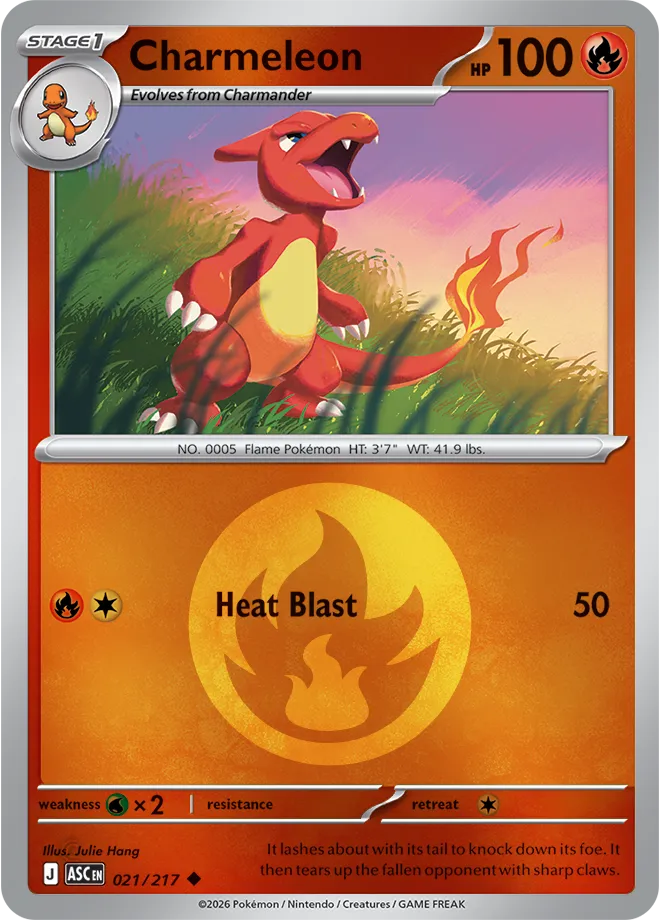 STAGE1
Charmeleon
HP 100
Evolves from Charmander
NO. 0005 Flame Pokémon HT: 3'7" WT: 41.9 lbs.
Heat Blast 50
weakness ×2 resistance retreat
Illus. Julie Hang
It lashes about with its tail to knock down its foe. It
then tears up the fallen opponent with sharp claws.
J ASC EN 021/217
©2026 Pokémon / Nintendo / Creatures / GAME FREAK